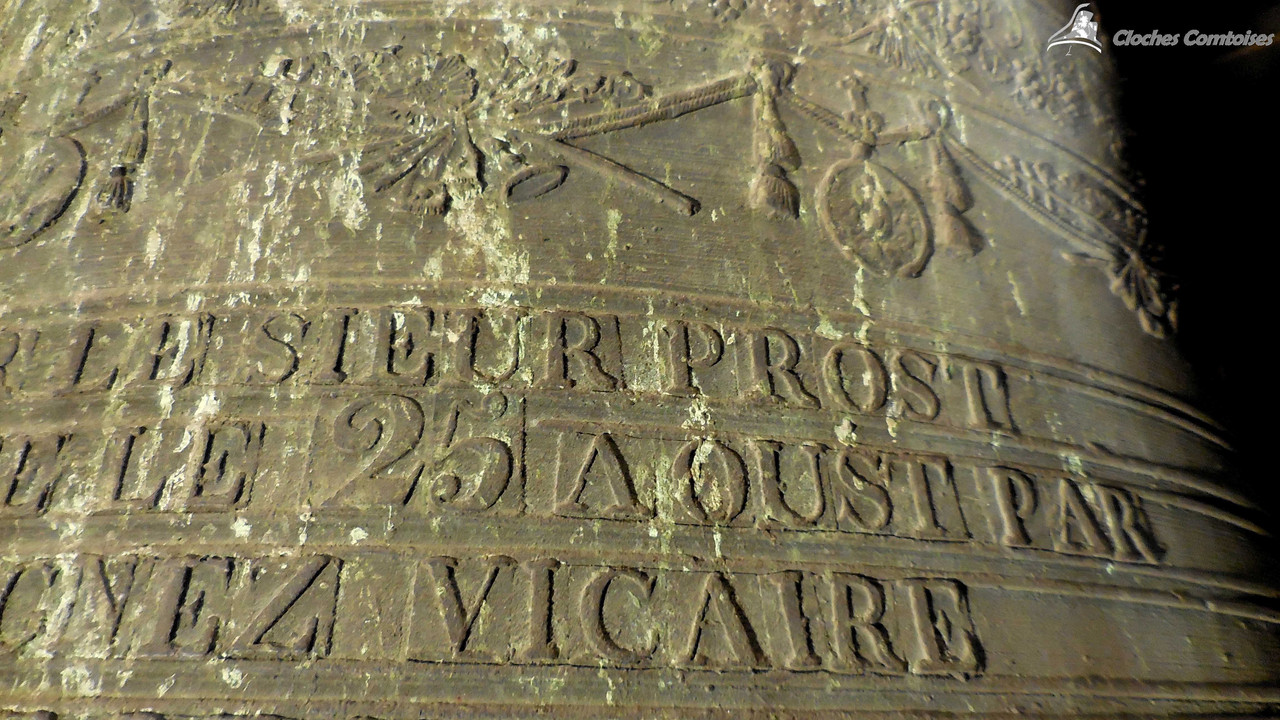 Cloches Comtoises
R LE SIEUR PROST
E LE 25 AOUST PAR
VICAIRE